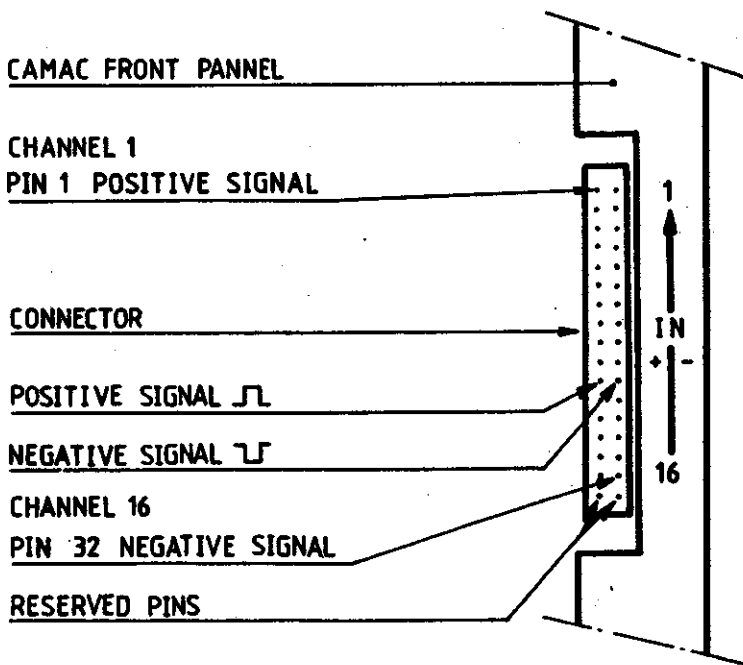 CAMAC FRONT PANNEL
CHANNEL 1
PIN 1 POSITIVE SIGNAL
CONNECTOR
POSITIVE SIGNAL
NEGATIVE SIGNAL
CHANNEL 16
PIN 32 NEGATIVE SIGNAL
RESERVED PINS
1
IN
+ -
16